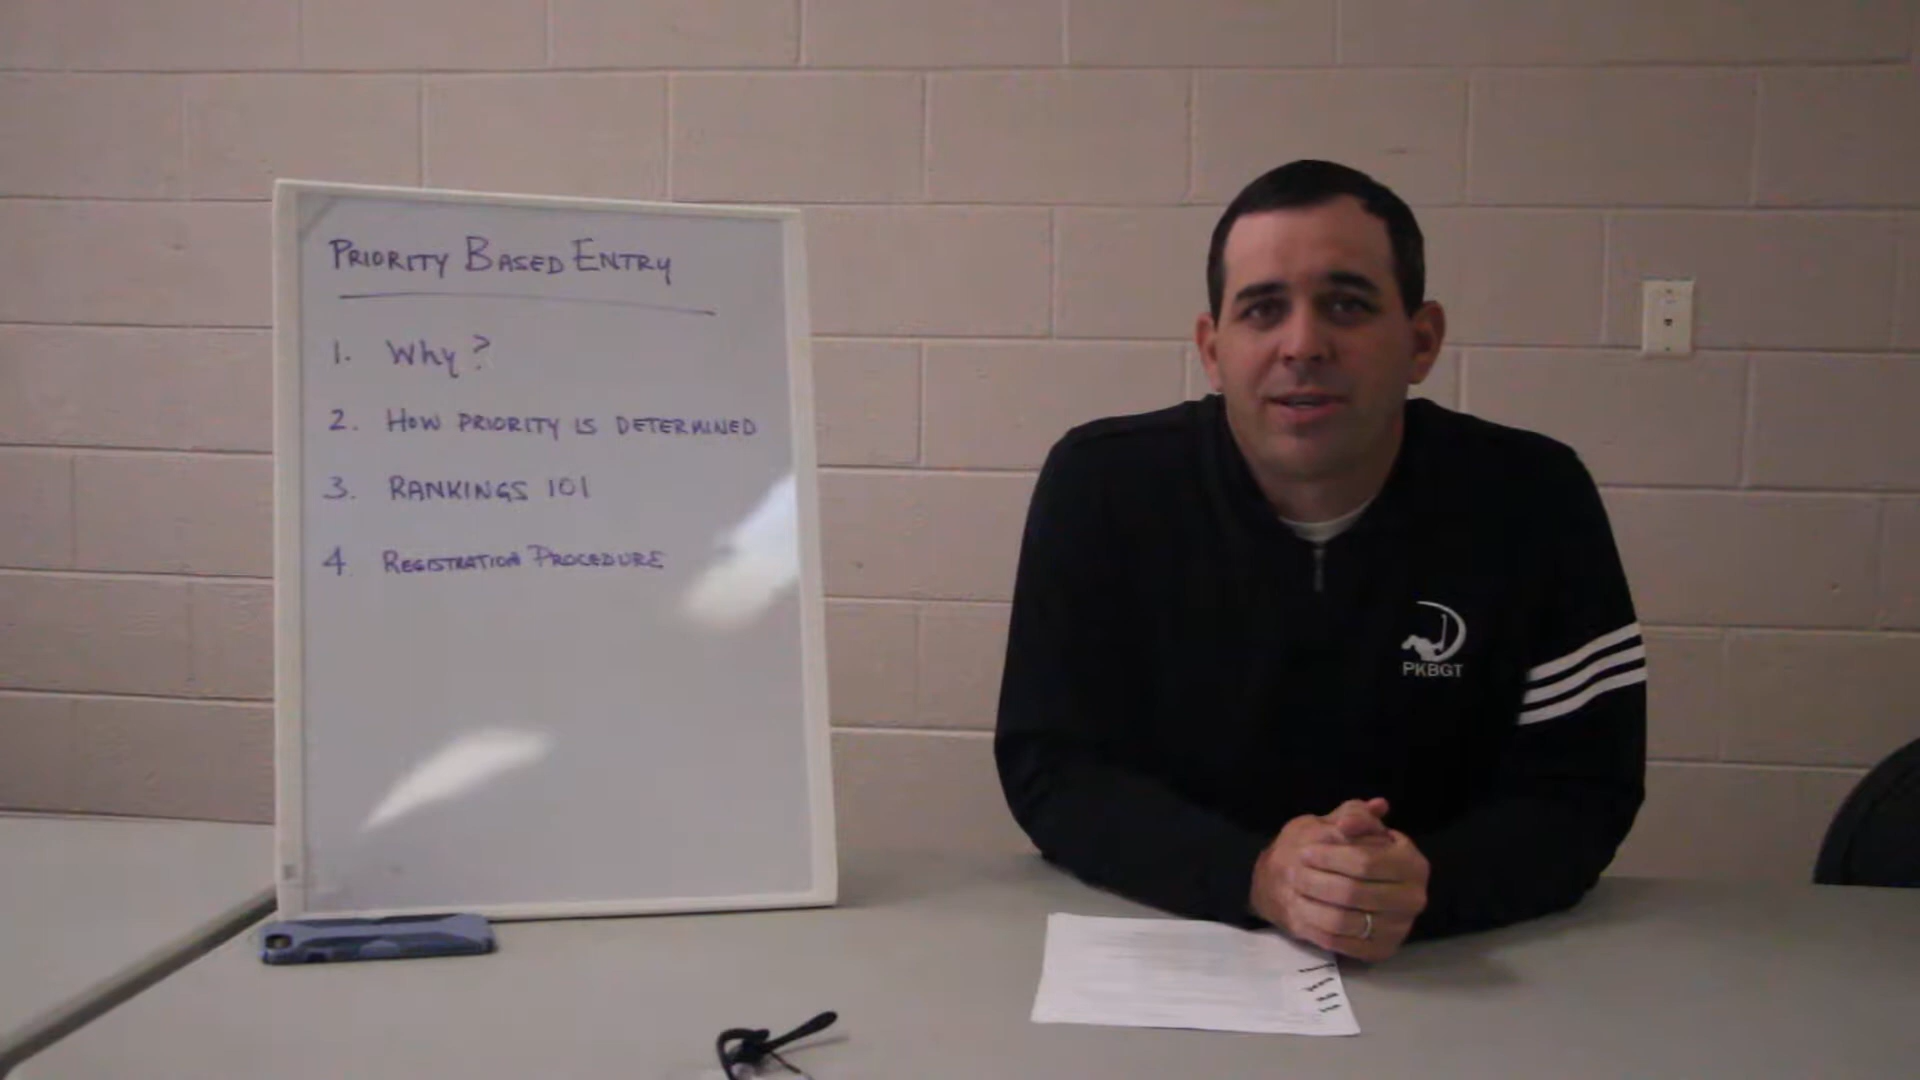 PRIORITY BASED ENTRY
1. Why?
2. HOW PRIORITY IS DETERMINED
3. RANKINGS 101
4. REGISTRATION PROCEDURE
PKBGT